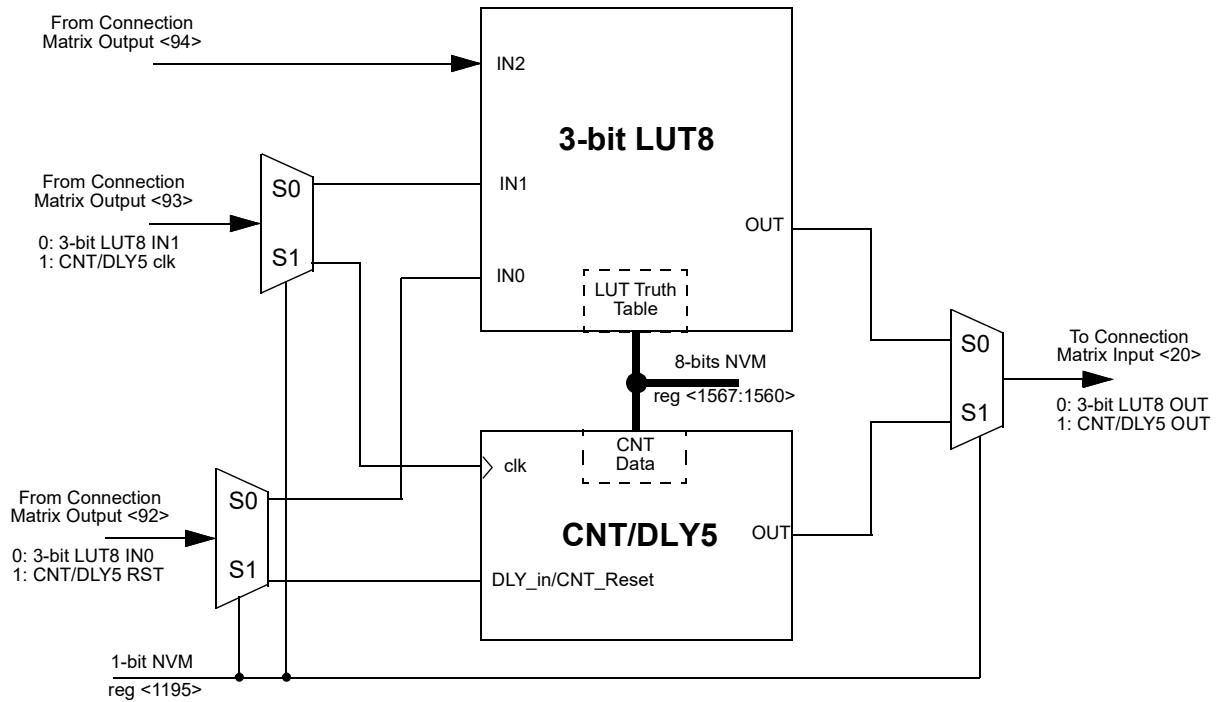 From Connection
Matrix Output <94>
IN2
3-bit LUT8
From Connection
Matrix Output <93>
0: 3-bit LUT8 IN1
1: CNT/DLY5 clk
S0
S1
IN1
IN0
OUT
LUT Truth
Table
8-bits NVM
reg <1567:1560>
S0
S1
To Connection
Matrix Input <20>
0: 3-bit LUT8 OUT
1: CNT/DLY5 OUT
From Connection
Matrix Output <92>
0: 3-bit LUT8 IN0
1: CNT/DLY5 RST
S0
S1
clk
CNT
Data
CNT/DLY5
OUT
DLY_in/CNT_Reset
1-bit NVM
reg <1195>